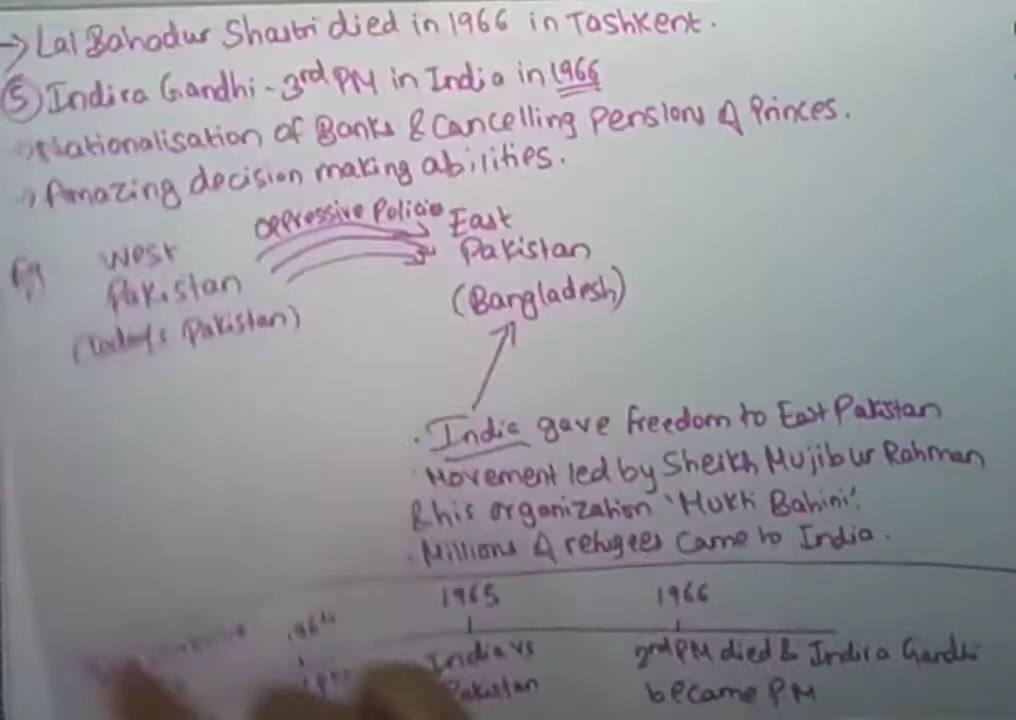 → Lal Bahadur Shastri died in 1966 in Tashkent.
⑤ Indira Gandhi - 3rd PM in India in 1966
→ Nationalisation of Banks & Cancelling Pensions of Princes.
→ Amazing decision making abilities.
Oppressive Policies
Eg West Pakistan (Today's Pakistan)
East Pakistan (Bangladesh)
. India gave freedom to East Pakistan
. Movement led by Sheikh Mujibur Rahman
& his organization 'Mukti Bahini'.
. Millions of refugees came to India.
1964 1965 1966
India vs Pakistan
2nd PM died & Indira Gandhi
became PM